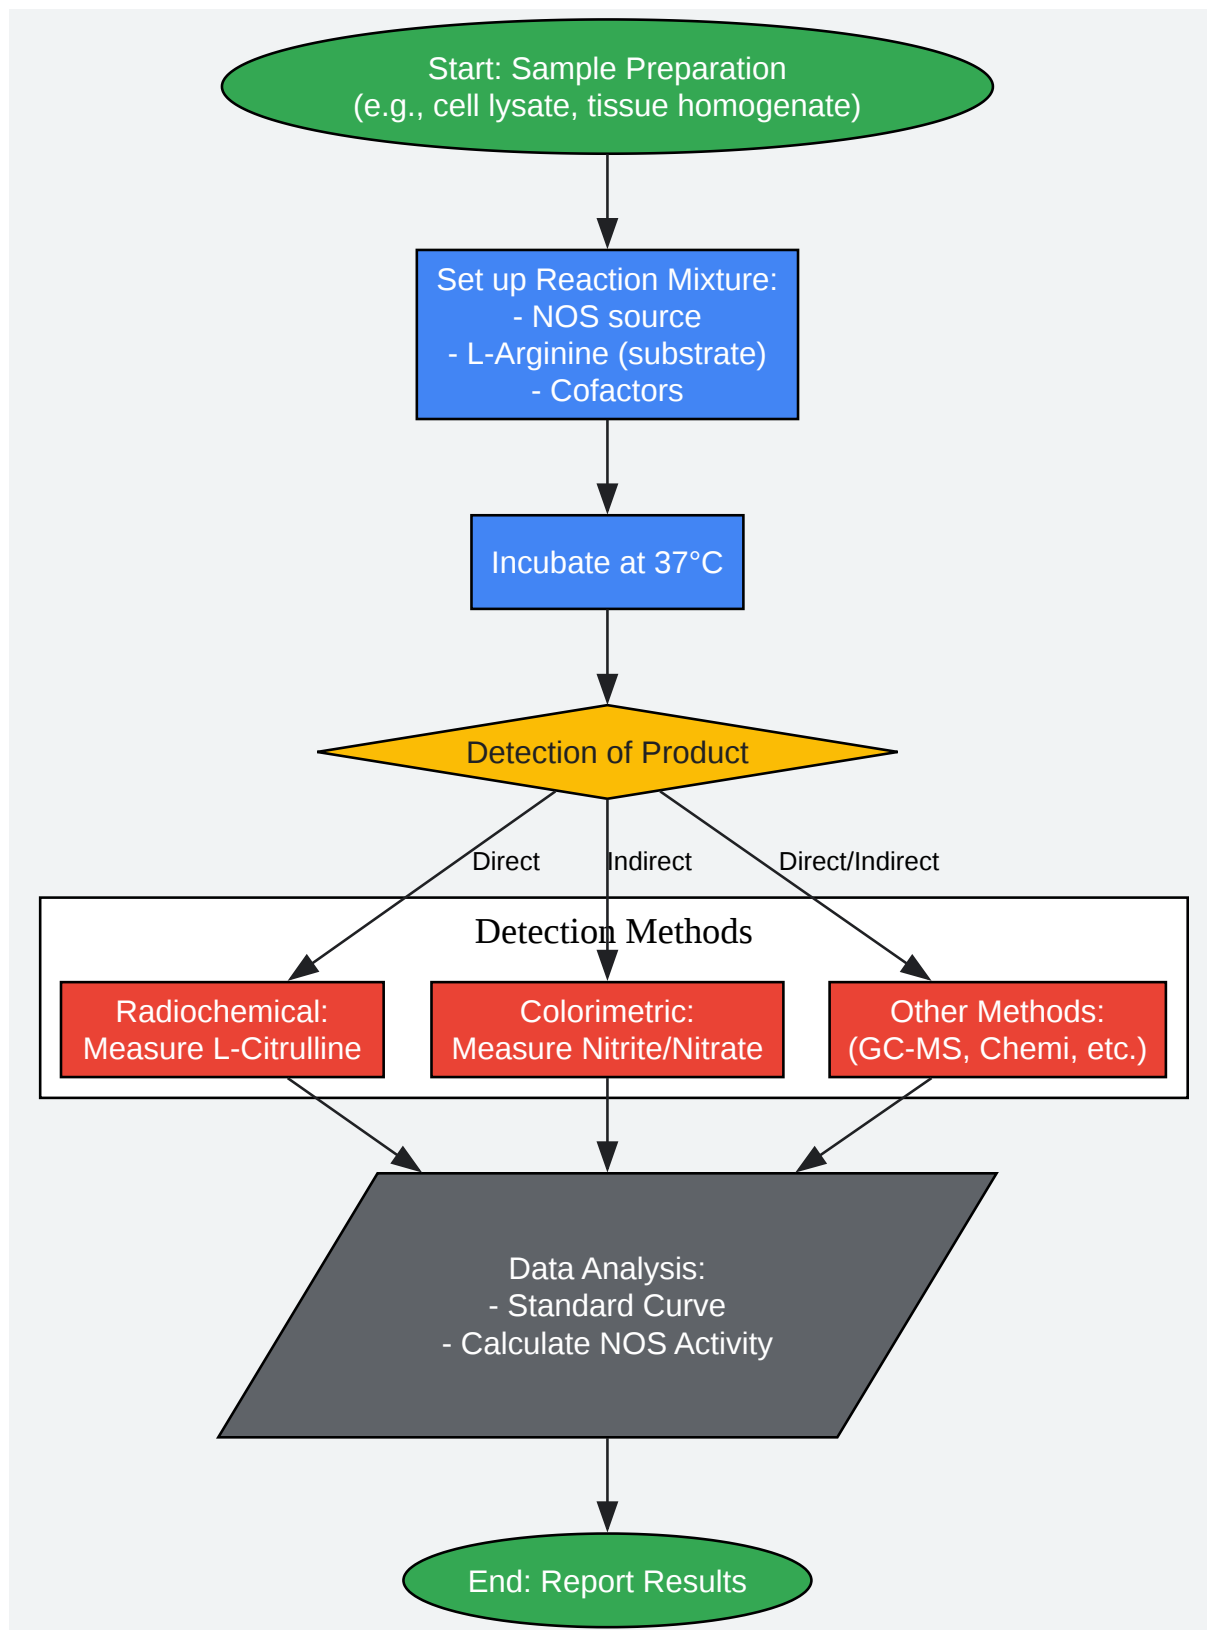 Start: Sample Preparation
(e.g., cell lysate, tissue homogenate)
Set up Reaction Mixture:
- NOS source
- L-Arginine (substrate)
- Cofactors
Incubate at 37°C
Detection of Product
Direct
Indirect
Direct/Indirect
Detection Methods
Radiochemical:
Measure L-Citrulline
Colorimetric:
Measure Nitrite/Nitrate
Other Methods:
(GC-MS, Chemi, etc.)
Data Analysis:
- Standard Curve
- Calculate NOS Activity
End: Report Results